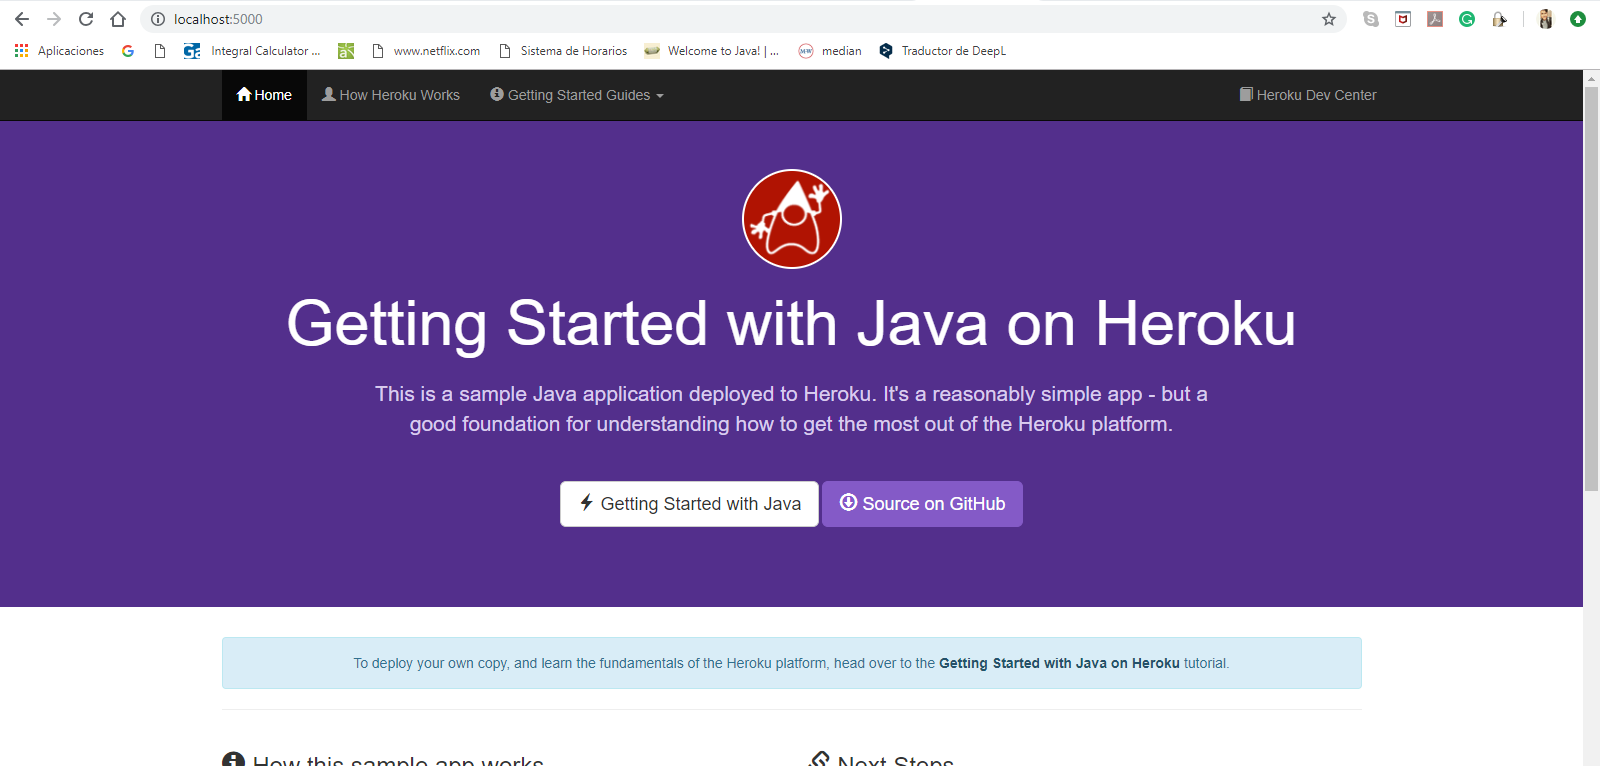 localhost:5000
Aplicaciones
Integral Calculator ...
www.netflix.com
Sistema de Horarios
Welcome to Java! | ...
M-W
median
Traductor de DeepL
Home
How Heroku Works
Getting Started Guides
Heroku Dev Center
Getting Started with Java on Heroku
This is a sample Java application deployed to Heroku. It's a reasonably simple app - but a
good foundation for understanding how to get the most out of the Heroku platform.
Getting Started with Java
Source on GitHub
To deploy your own copy, and learn the fundamentals of the Heroku platform, head over to the Getting Started with Java on Heroku tutorial.
How this sample app works
Next Steps